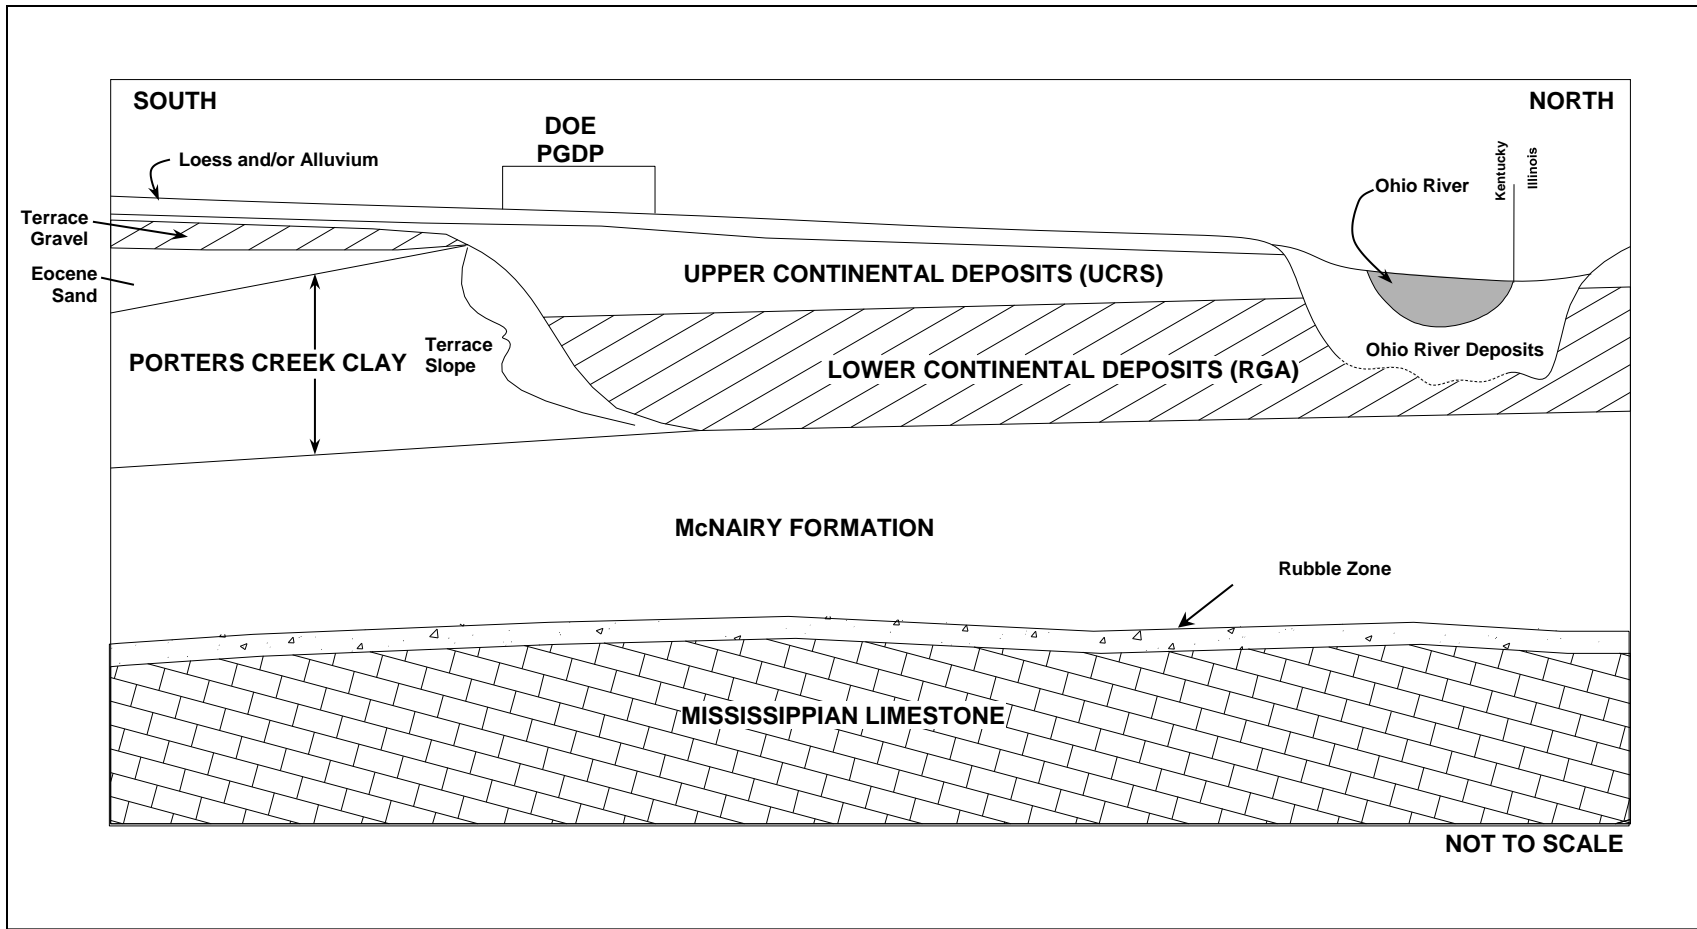 SOUTH
NORTH
DOE
PGDP
Loess and/or Alluvium
Ohio River
Kentucky
Illinois
Terrace
Gravel
Eocene
Sand
UPPER CONTINENTAL DEPOSITS (UCRS)
PORTERS CREEK CLAY
Terrace
Slope
LOWER CONTINENTAL DEPOSITS (RGA)
Ohio River Deposits
McNAIRY FORMATION
Rubble Zone
MISSISSIPPIAN LIMESTONE
NOT TO SCALE